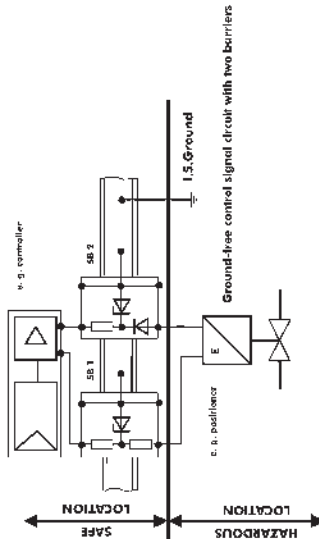 e. g. controller
SB 1
SB 2
I.S.Ground
E
e. g. positioner
Ground-free control signal circuit with two barriers
SAFE
LOCATION
HAZARDOUS
LOCATION